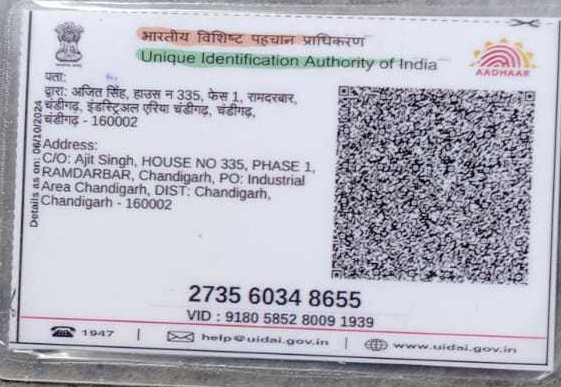 भारतीय विशिष्ट पहचान प्राधिकरण
Unique Identification Authority of India
AADHAAR
Details as on: 06/10/2024
पता:
द्वारा: अजित सिंह, हाउस न 335, फेस 1, रामदरबार,
चंडीगढ़, इंडस्ट्रिअल एरिया चंडीगढ़, चंडीगढ़,
चंडीगढ़ - 160002
Address:
C/O: Ajit Singh, HOUSE NO 335, PHASE 1,
RAMDARBAR, Chandigarh, PO: Industrial
Area Chandigarh, DIST: Chandigarh,
Chandigarh - 160002
2735 6034 8655
VID : 9180 5852 8009 1939
1947 | help@uidai.gov.in | www.uidai.gov.in